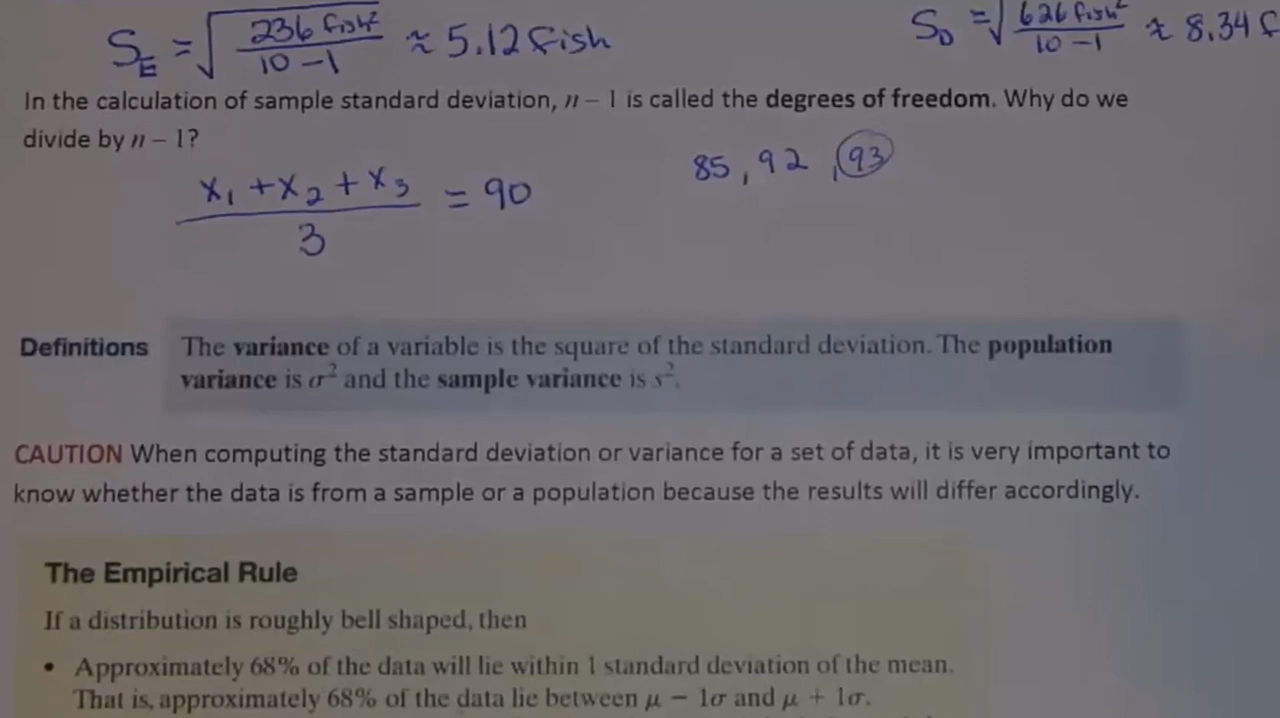 S_E = √(236 fish²/(10-1)) ≈ 5.12 fish
S_D = √(626 fish²/(10-1)) ≈ 8.34 f
In the calculation of sample standard deviation, n – 1 is called the degrees of freedom. Why do we
divide by n – 1?
(x₁ + x₂ + x₃)/3 = 90
85, 92, 93
Definitions
The variance of a variable is the square of the standard deviation. The population
variance is σ² and the sample variance is s².
CAUTION When computing the standard deviation or variance for a set of data, it is very important to
know whether the data is from a sample or a population because the results will differ accordingly.
The Empirical Rule
If a distribution is roughly bell shaped, then
• Approximately 68% of the data will lie within 1 standard deviation of the mean.
That is, approximately 68% of the data lie between μ – 1σ and μ + 1σ.